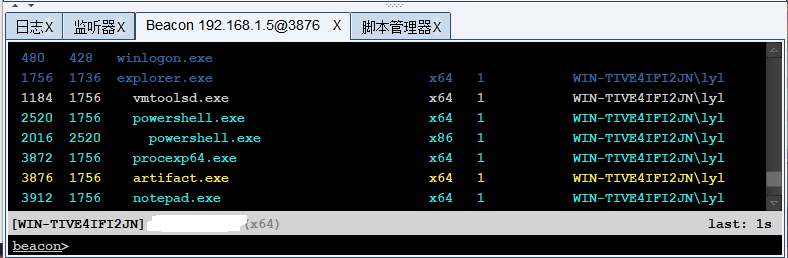 日志X 监听器X Beacon 192.168.1.5@3876 X 脚本管理器X
480 428 winlogon.exe
1756 1736 explorer.exe x64 1 WIN-TIVE4IFI2JN\lyl
1184 1756 vmtoolsd.exe x64 1 WIN-TIVE4IFI2JN\lyl
2520 1756 powershell.exe x64 1 WIN-TIVE4IFI2JN\lyl
2016 2520 powershell.exe x86 1 WIN-TIVE4IFI2JN\lyl
3872 1756 procexp64.exe x64 1 WIN-TIVE4IFI2JN\lyl
3876 1756 artifact.exe x64 1 WIN-TIVE4IFI2JN\lyl
3912 1756 notepad.exe x64 1 WIN-TIVE4IFI2JN\lyl
[WIN-TIVE4IFI2JN] (x64) last: 1s
beacon>